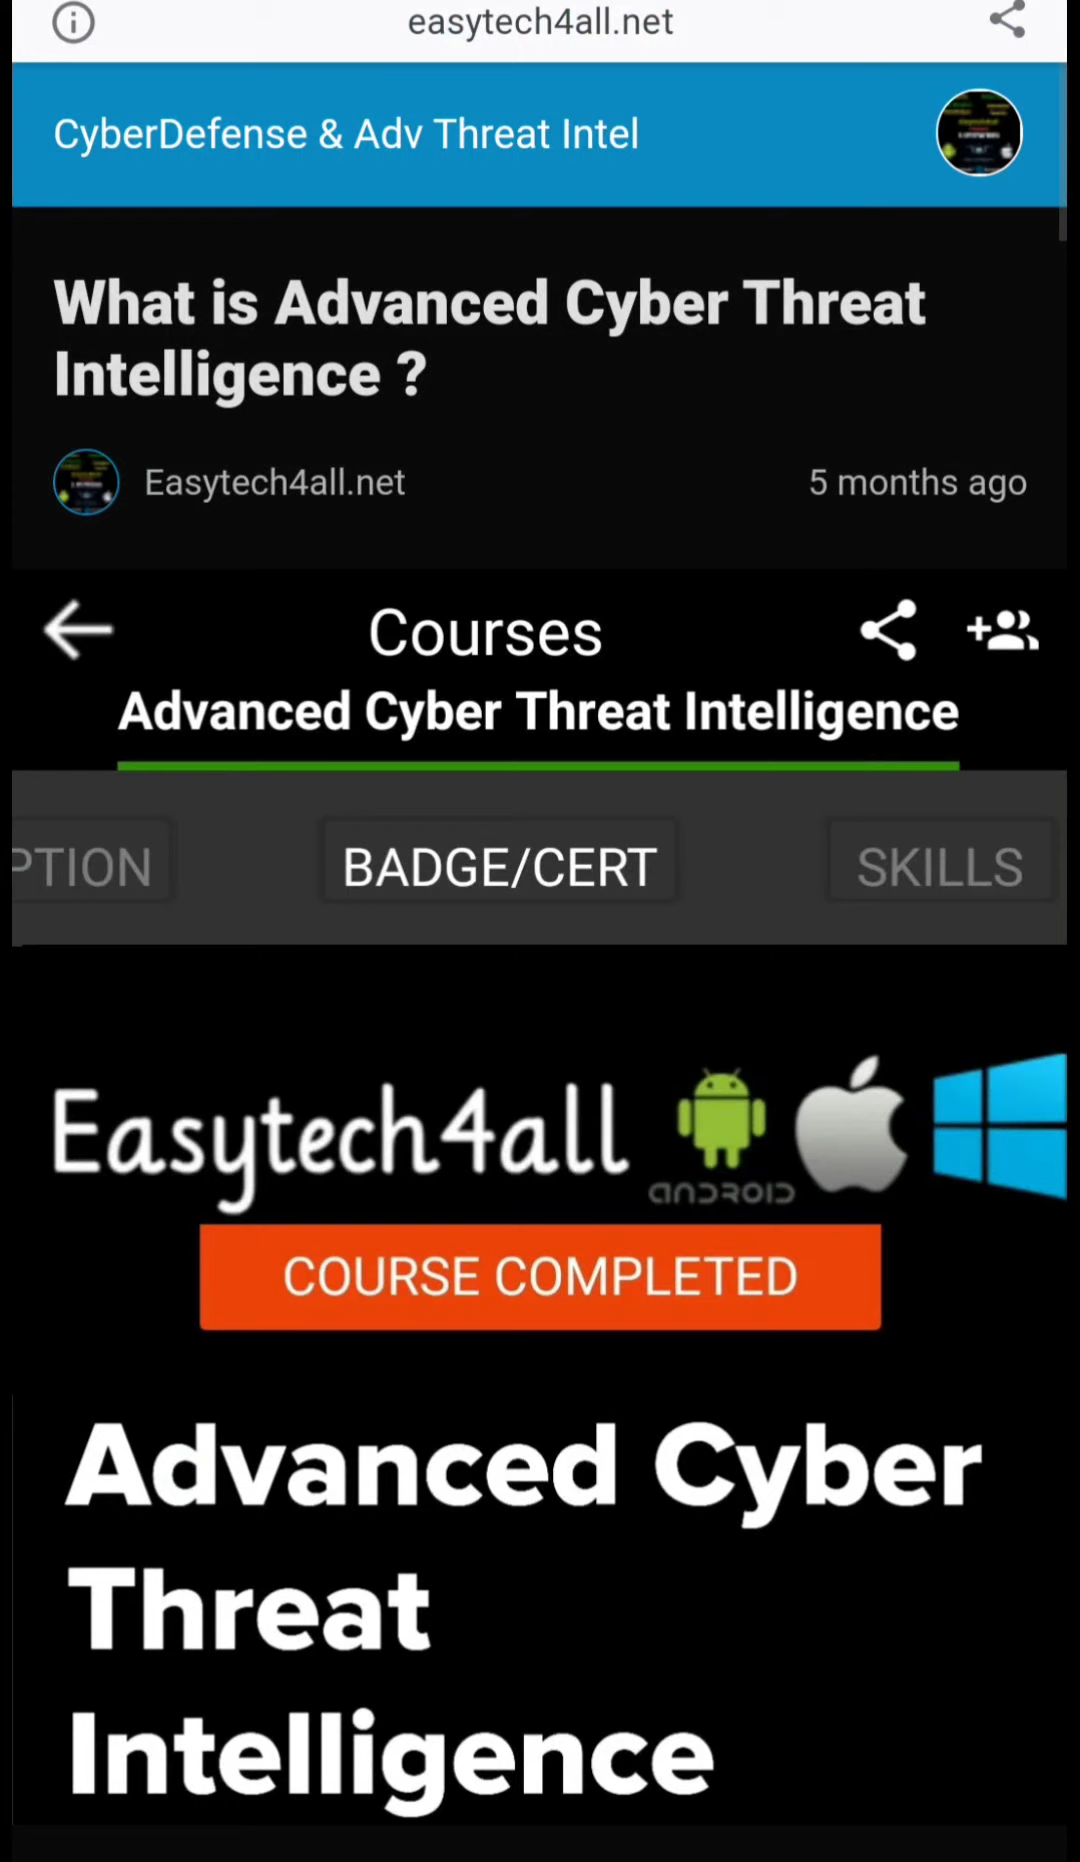 easytech4all.net
CyberDefense & Adv Threat Intel
What is Advanced Cyber Threat
Intelligence ?
Easytech4all.net 5 months ago
Courses
Advanced Cyber Threat Intelligence
PTION BADGE/CERT SKILLS
Easytech4all
ANDROID
COURSE COMPLETED
Advanced Cyber
Threat
Intelligence